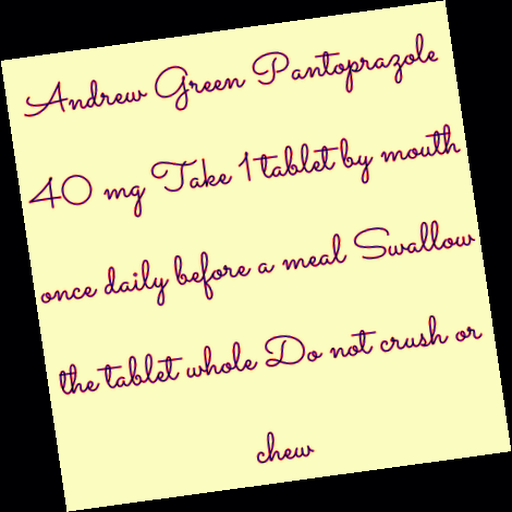 Andrew Green Pantoprazole
40 mg Take 1 tablet by mouth
once daily before a meal Swallow
the tablet whole Do not crush or
chew